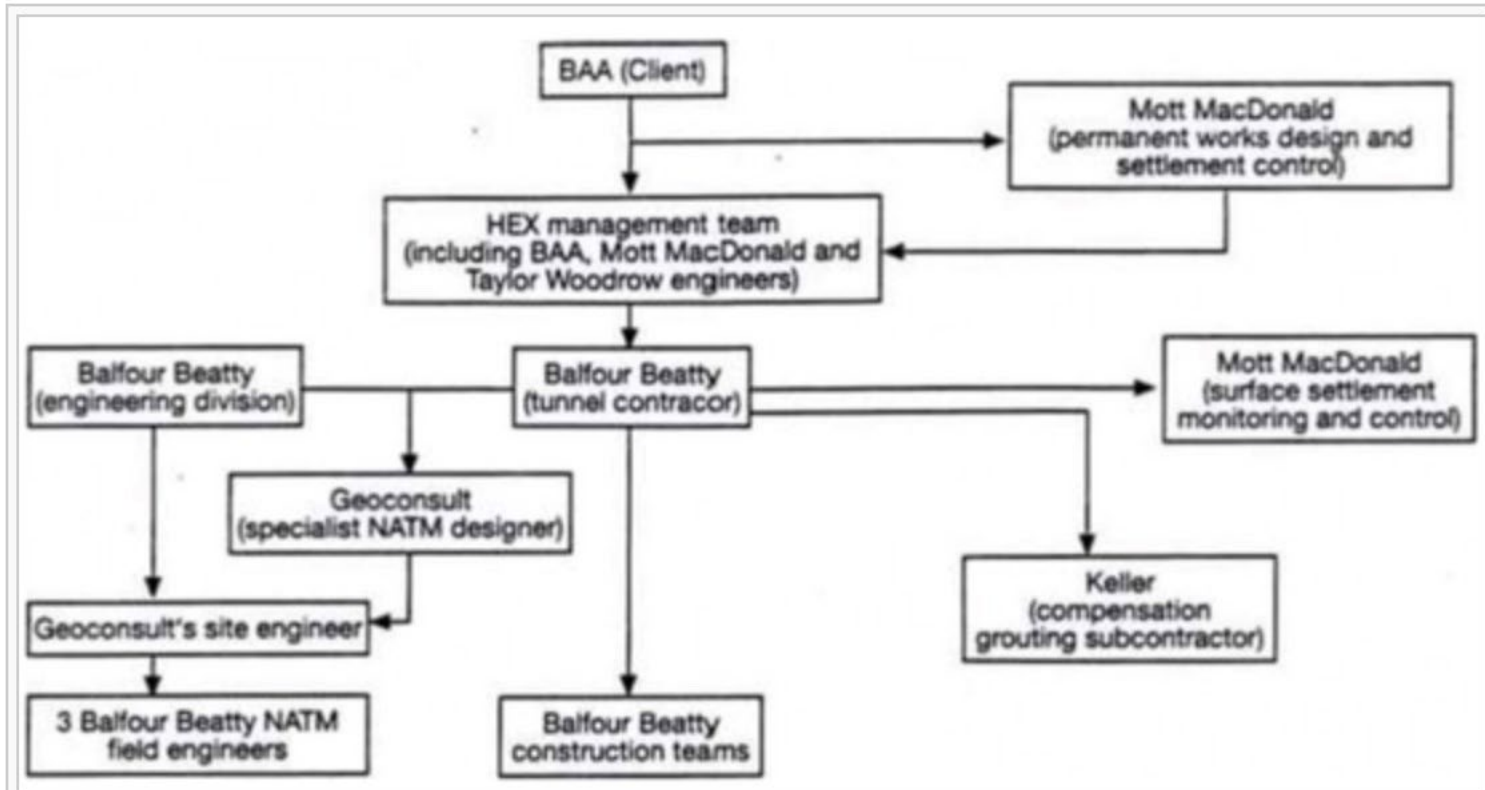 BAA (Client)
Mott MacDonald
(permanent works design and
settlement control)
HEX management team
(including BAA, Mott MacDonald and
Taylor Woodrow engineers)
Balfour Beatty
(engineering division)
Balfour Beatty
(tunnel contracor)
Mott MacDonald
(surface settlement
monitoring and control)
Geoconsult
(specialist NATM designer)
Keller
(compensation
grouting subcontractor)
Geoconsult's site engineer
3 Balfour Beatty NATM
field engineers
Balfour Beatty
construction teams